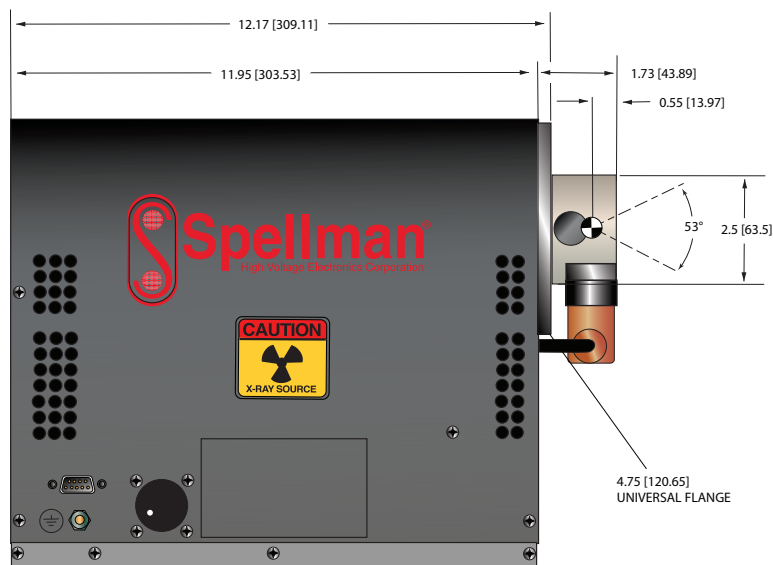 12.17 [309.11]
11.95 [303.53]
1.73 [43.89]
0.55 [13.97]
Spellman®
High Voltage Electronics Corporation
53°
2.5 [63.5]
CAUTION
X-RAY SOURCE
4.75 [120.65]
UNIVERSAL FLANGE